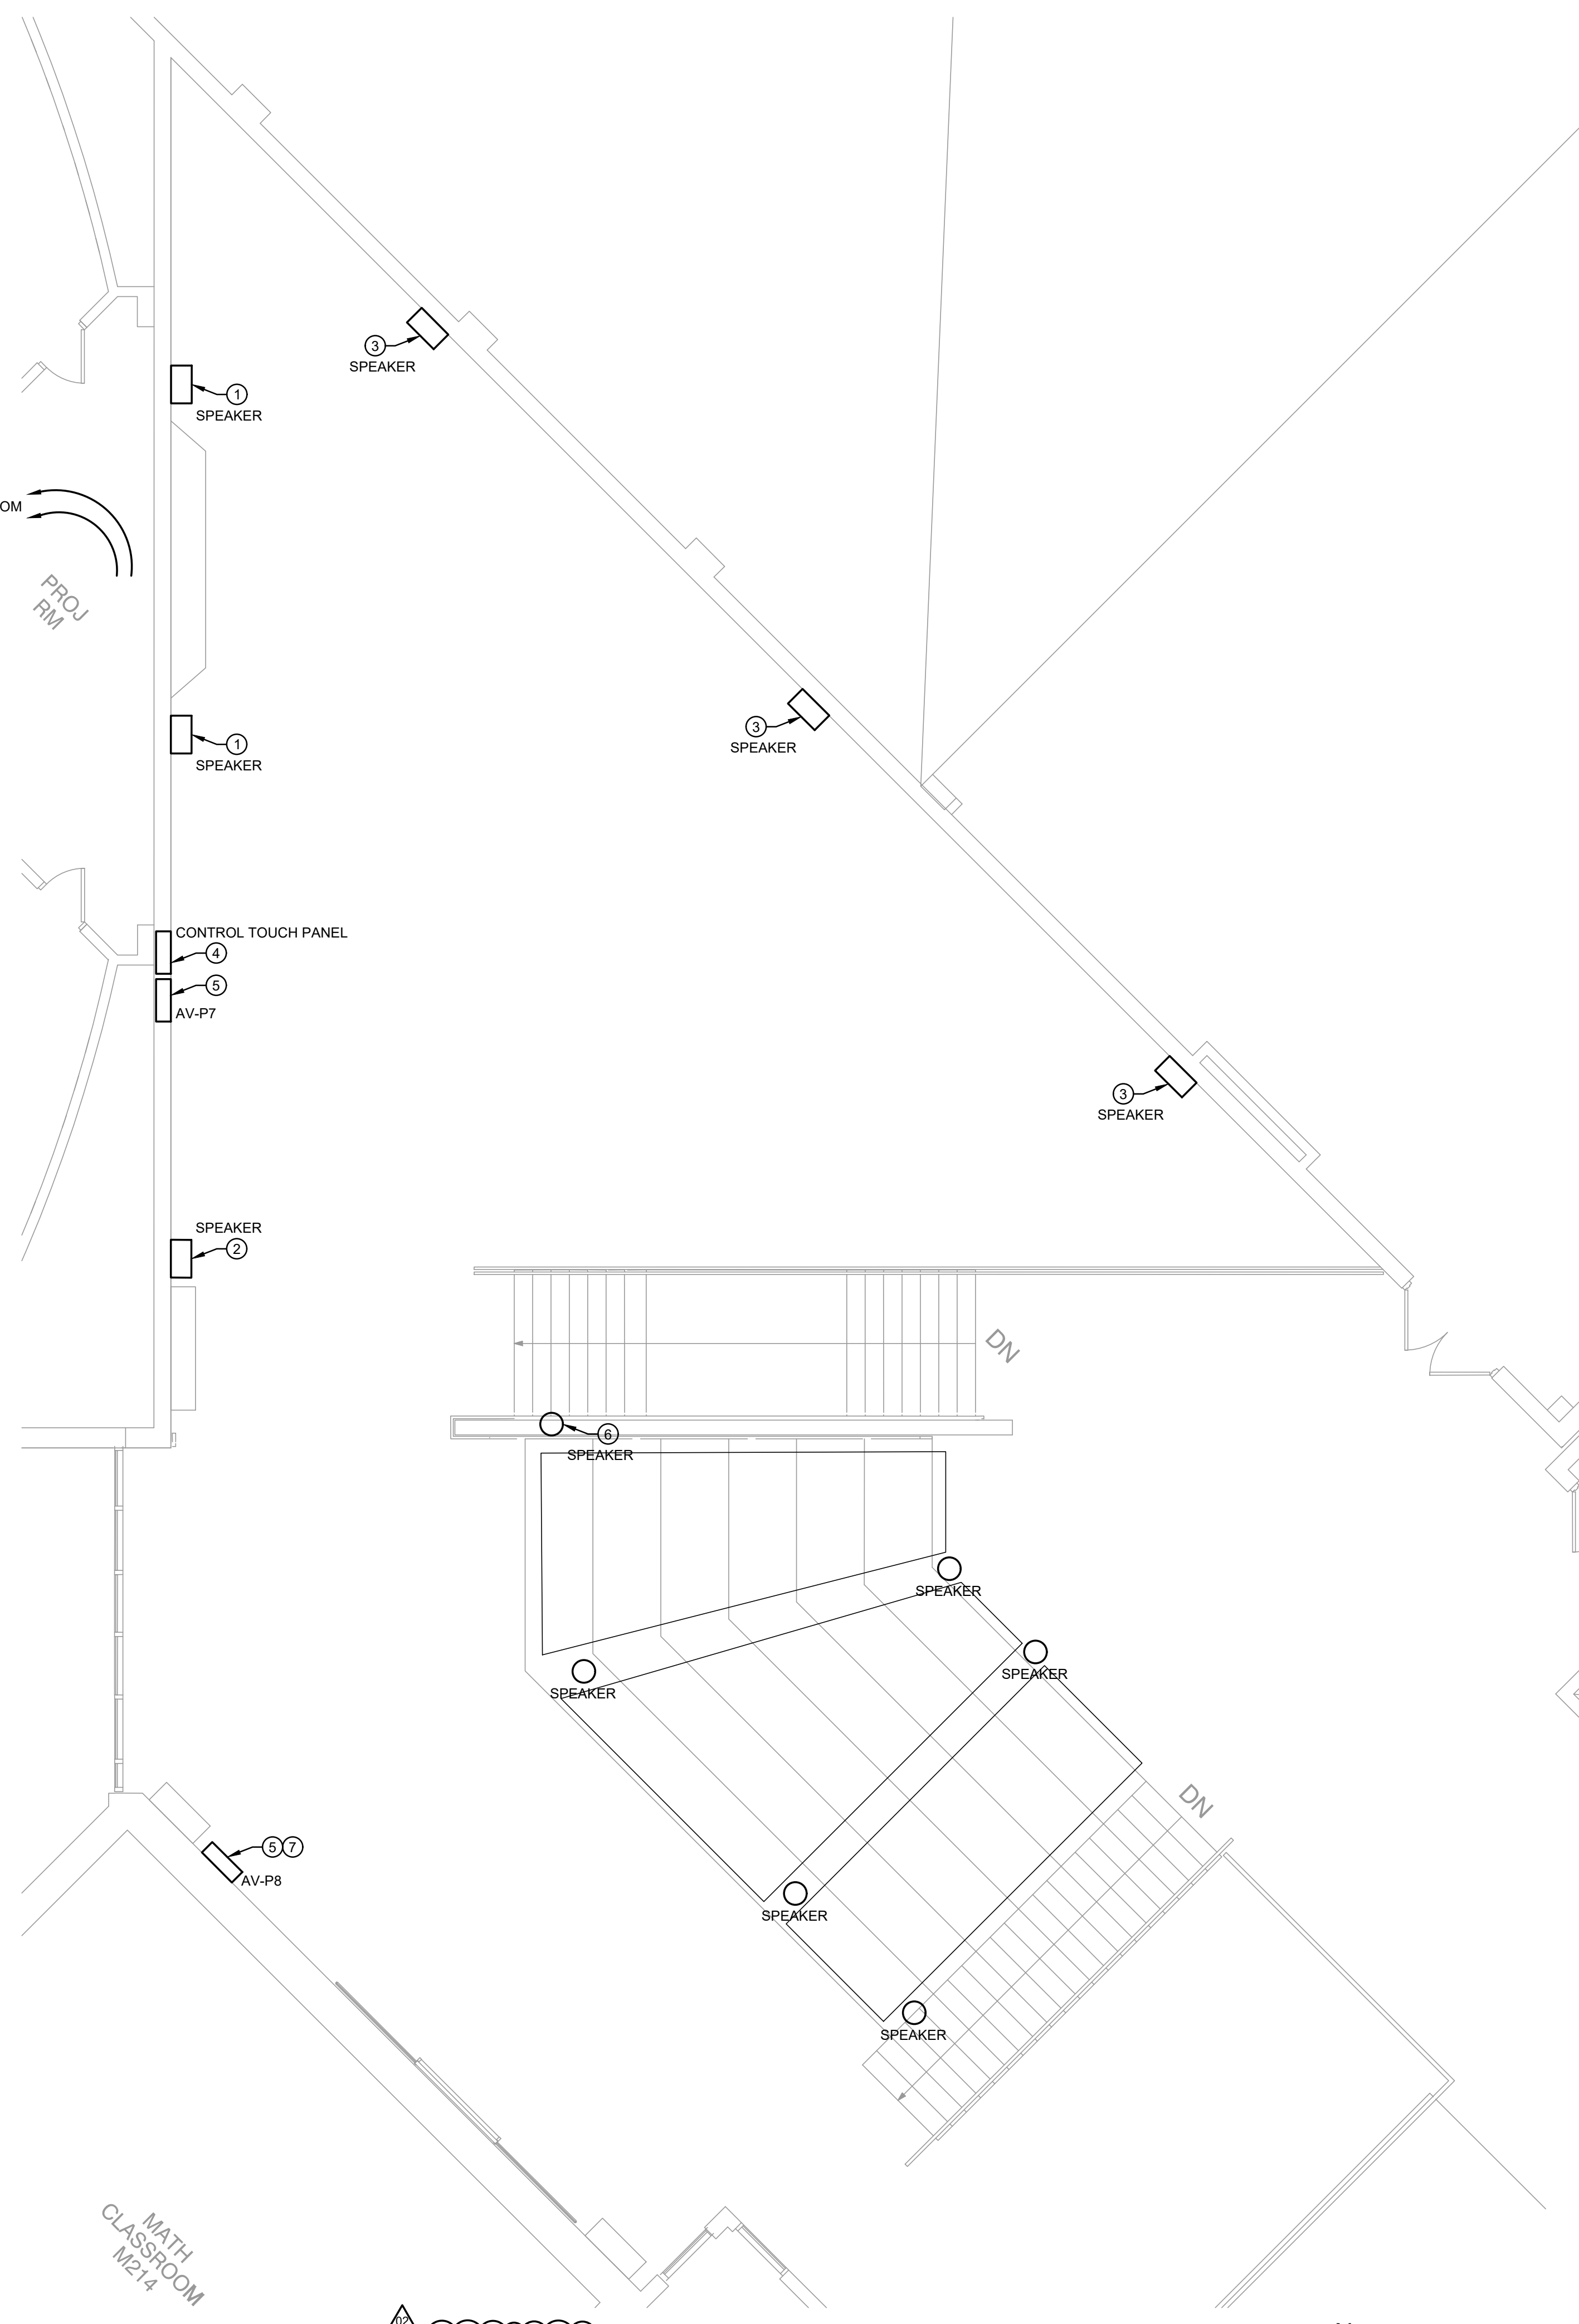 3
SPEAKER
1
SPEAKER
OM
PROJ
RM
3
SPEAKER
1
SPEAKER
CONTROL TOUCH PANEL
4
5
AV-P7
3
SPEAKER
SPEAKER
2
DN
6
SPEAKER
SPEAKER
SPEAKER
SPEAKER
DN
5 7
AV-P8
SPEAKER
SPEAKER
MATH
CLASSROOM
M214
02